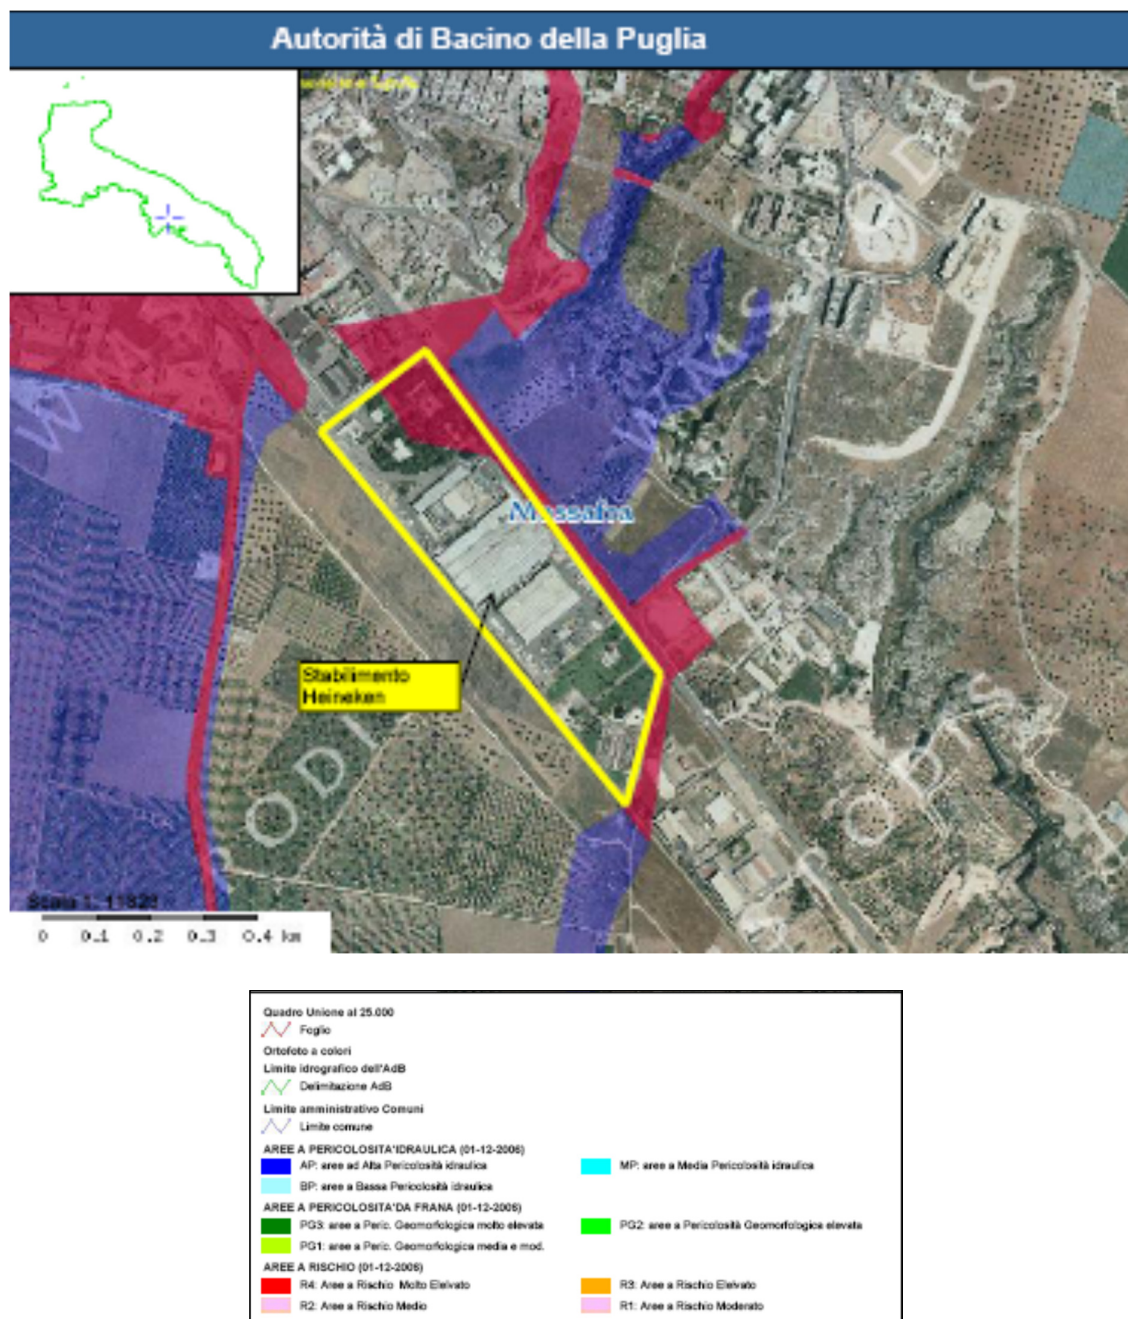 Autorità di Bacino della Puglia
Massafra
Stabilimento
Heineken
Scala 1: 11828
0 0.1 0.2 0.3 0.4 km
Quadro Unione al 25.000
Foglio
Ortofoto a colori
Limite idrografico dell'AdB
Delimitazione AdB
Limite amministrativo Comuni
Limite comune
AREE A PERICOLOSITA'IDRAULICA (01-12-2006)
AP: aree ad Alta Pericolosità idraulica
MP: aree a Media Pericolosità idraulica
BP: aree a Bassa Pericolosità idraulica
AREE A PERICOLOSITA'DA FRANA (01-12-2006)
PG3: aree a Peric. Geomorfologica molto elevata
PG2: aree a Pericolosità Geomorfologica elevata
PG1: aree a Peric. Geomorfologica media e mod.
AREE A RISCHIO (01-12-2006)
R4: Aree a Rischio Molto Elelvato
R3: Aree a Rischio Elelvato
R2: Aree a Rischio Medio
R1: Aree a Rischio Moderato